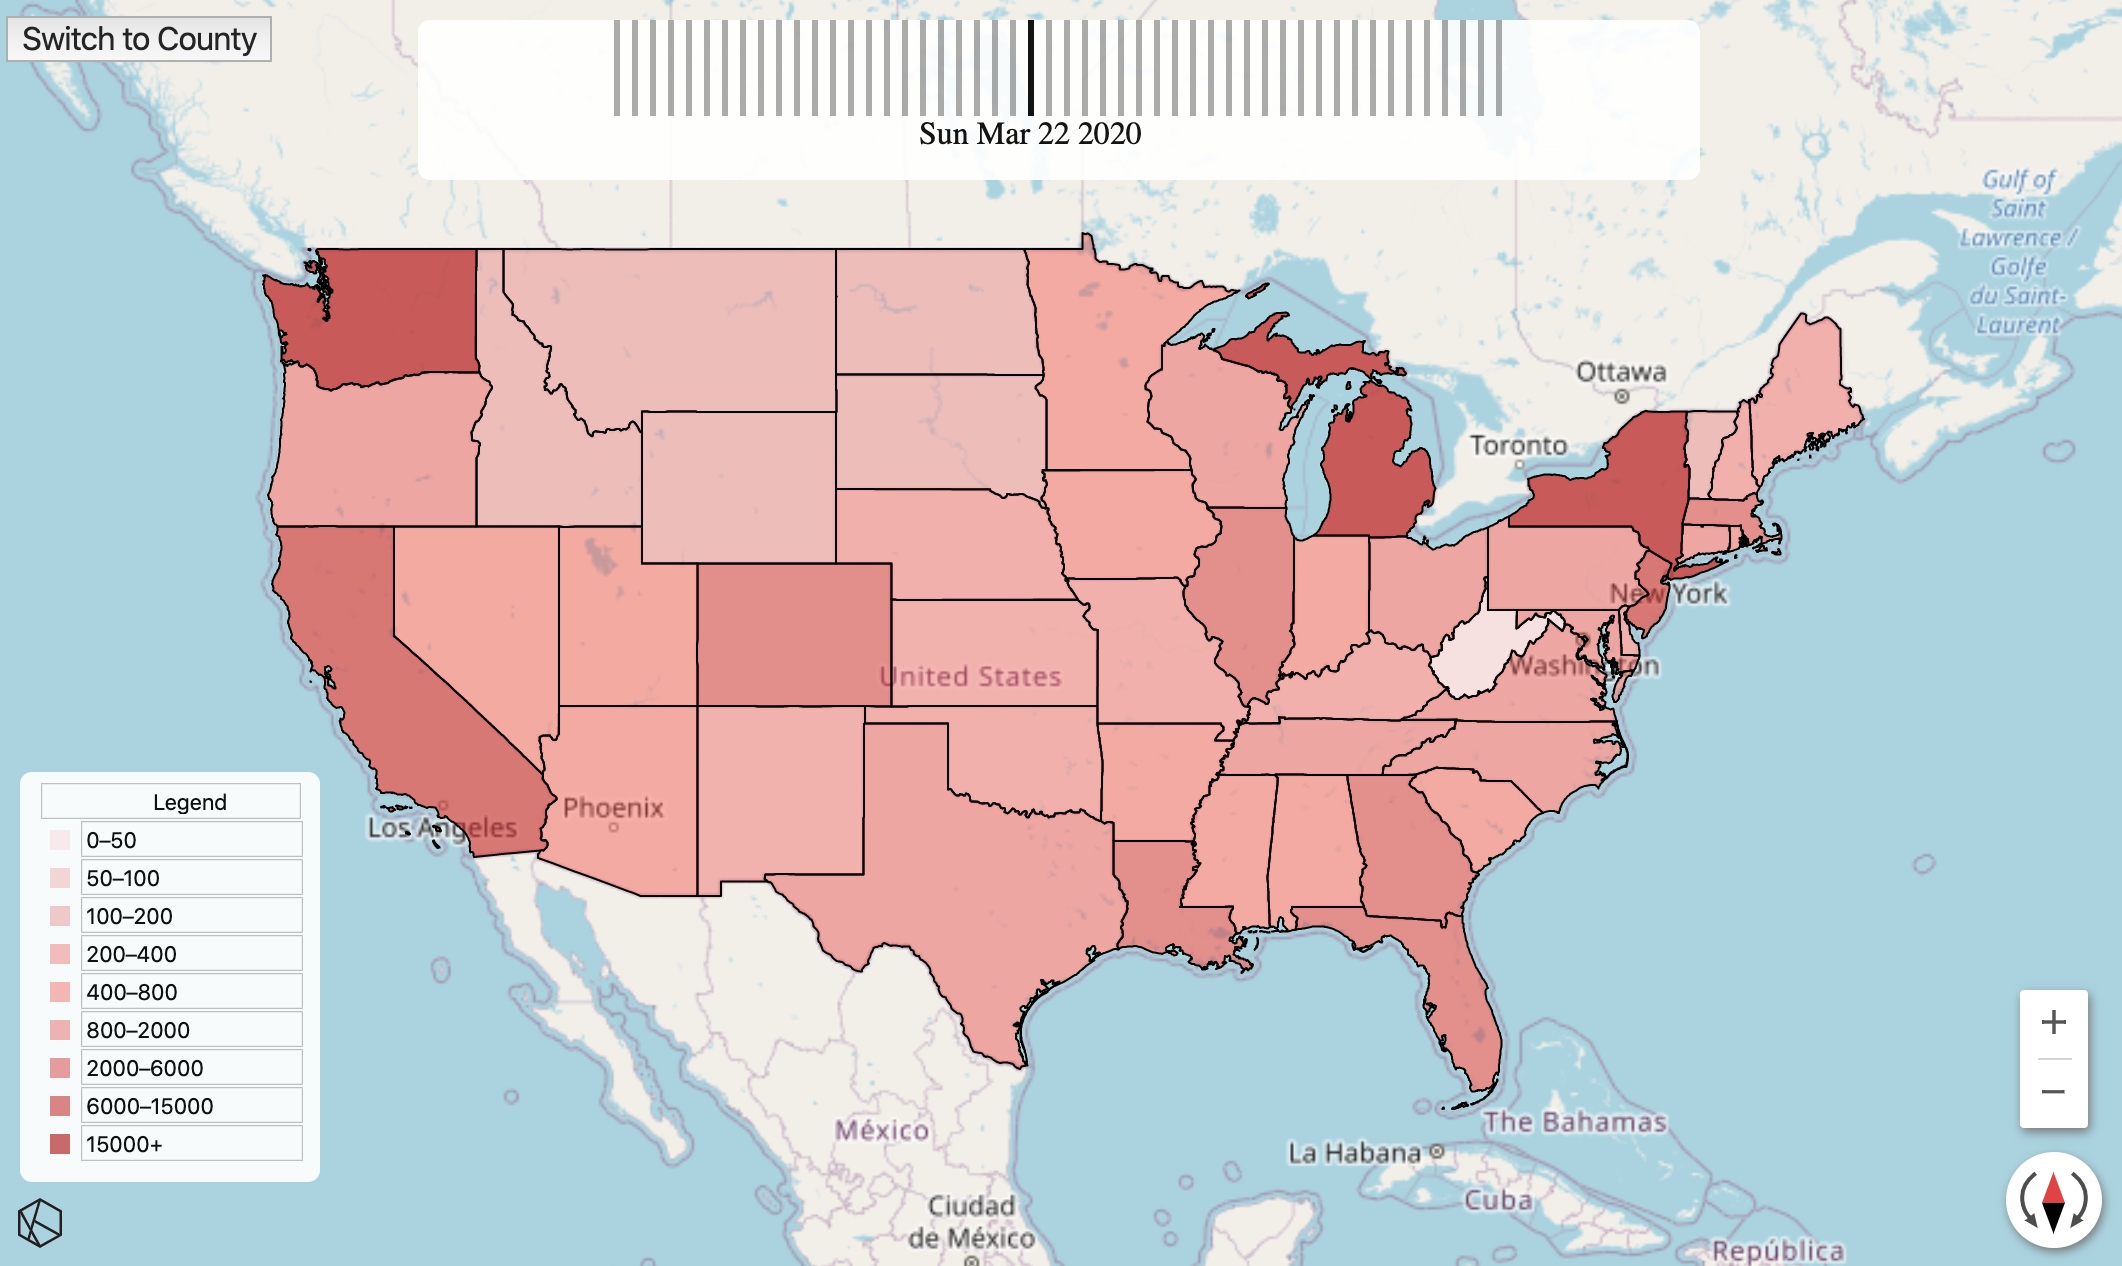 Switch to County
Sun Mar 22 2020
Gulf of
Saint
Lawrence /
Golfe
du Saint-
Laurent
Ottawa
Toronto
New York
Washington
United States
Phoenix
Los Angeles
Legend
0–50
50–100
100–200
200–400
400–800
800–2000
2000–6000
6000–15000
15000+
+
−
México
The Bahamas
La Habana
Cuba
Ciudad
de México
República